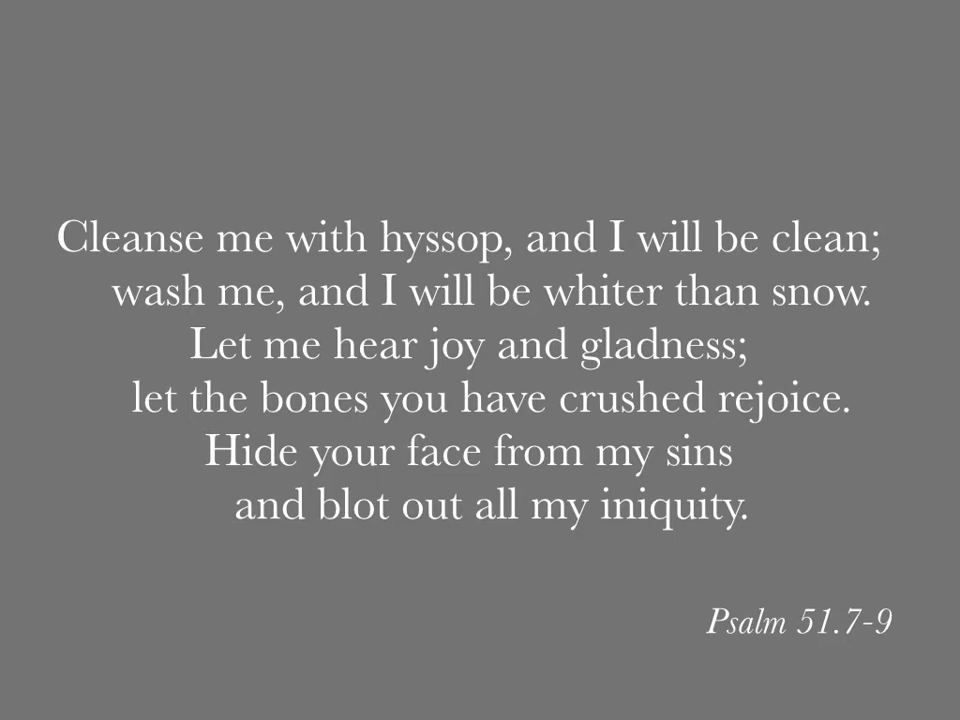 Cleanse me with hyssop, and I will be clean;
wash me, and I will be whiter than snow.
Let me hear joy and gladness;
let the bones you have crushed rejoice.
Hide your face from my sins
and blot out all my iniquity.
Psalm 51.7-9